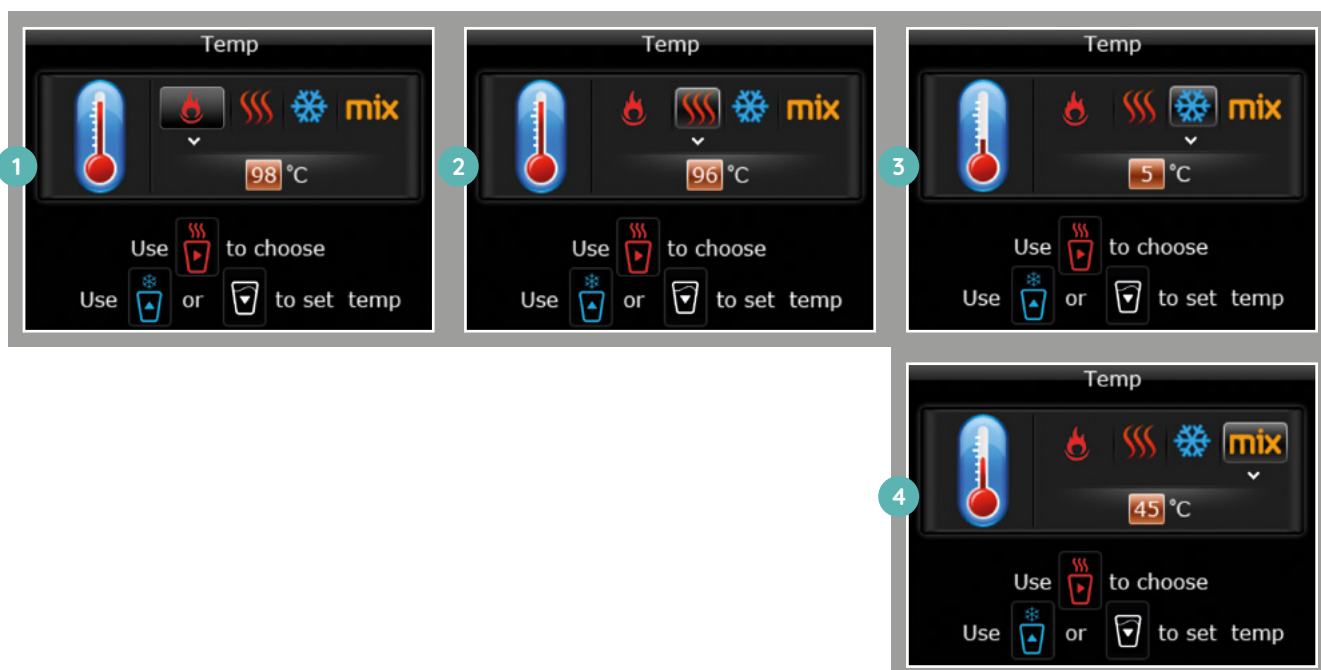 Temp
mix
1
98 °C
Use to choose
Use or to set temp
Temp
mix
2
96 °C
Use to choose
Use or to set temp
Temp
mix
3
5 °C
Use to choose
Use or to set temp
Temp
mix
4
45 °C
Use to choose
Use or to set temp